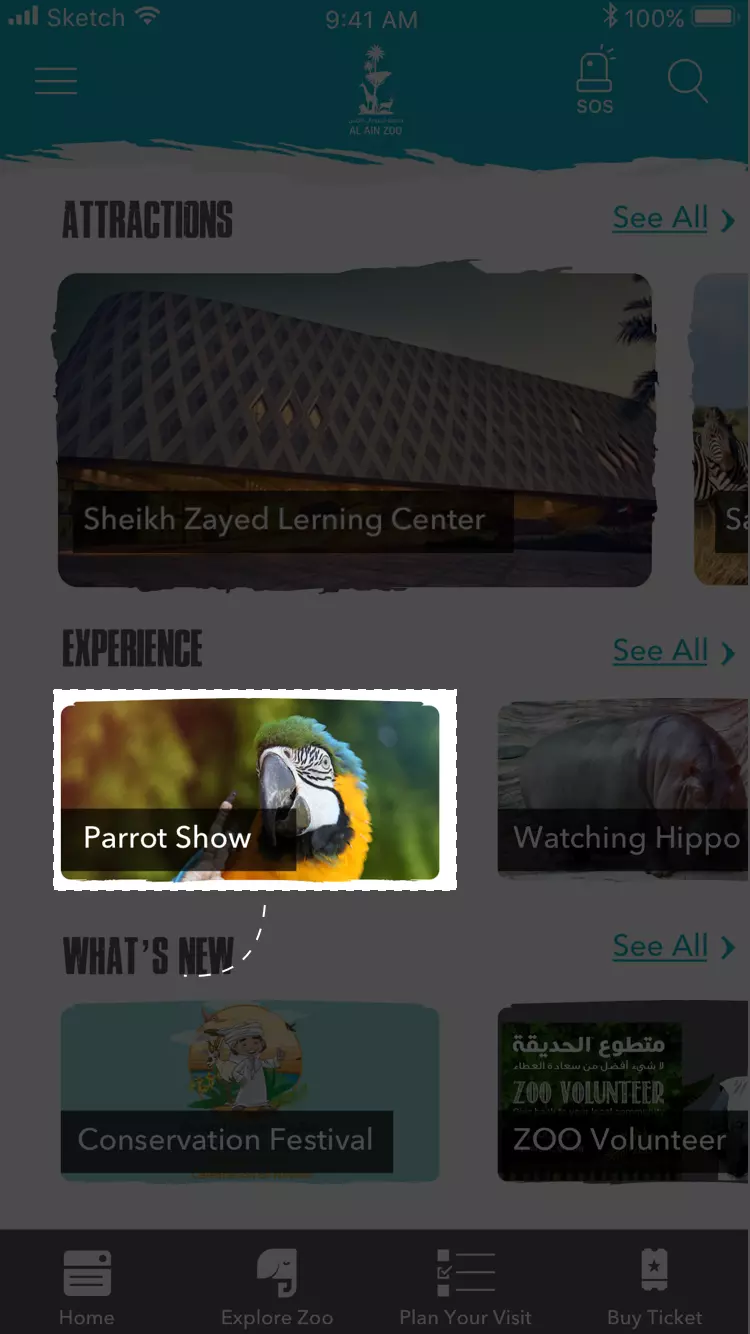 Sketch 9:41 AM 100%
SOS
AL AIN ZOO
ATTRACTIONS See All
Sheikh Zayed Lerning Center
Sa
EXPERIENCE See All
Parrot Show
Watching Hippo
WHAT'S NEW See All
متطوع الحديقة
لا شيء أفضل من سعادة العطاء
ZOO VOLUNTEER
Conservation Festival
ZOO Volunteer
Home Explore Zoo Plan Your Visit Buy Ticket